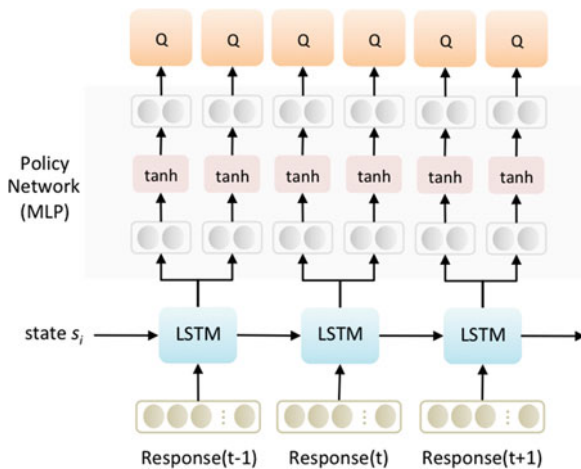 Q Q Q Q Q Q
Policy
Network
(MLP)
tanh tanh tanh tanh tanh tanh
state s_i
LSTM LSTM LSTM
Response(t-1) Response(t) Response(t+1)